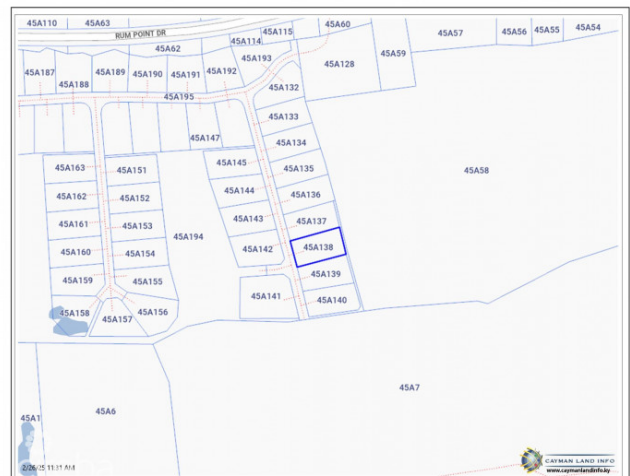 45A110 45A63 45A60
RUM POINT DR 45A115 45A57 45A56 45A55 45A54
45A62 45A114
45A59
45A193
45A187 45A189 45A190 45A191 45A192 45A128
45A188 45A132
45A195
45A133
45A147 45A134
45A163 45A151 45A145 45A135 45A58
45A162 45A152 45A144 45A136
45A161 45A153 45A143 45A137
45A194
45A160 45A154 45A142 45A138
45A159 45A155 45A139
45A141 45A140
45A158 45A157 45A156
45A7
45A1 45A6
CAYMAN LAND INFO
2/26/25 11:31 AM www.caymanlandinfo.ky